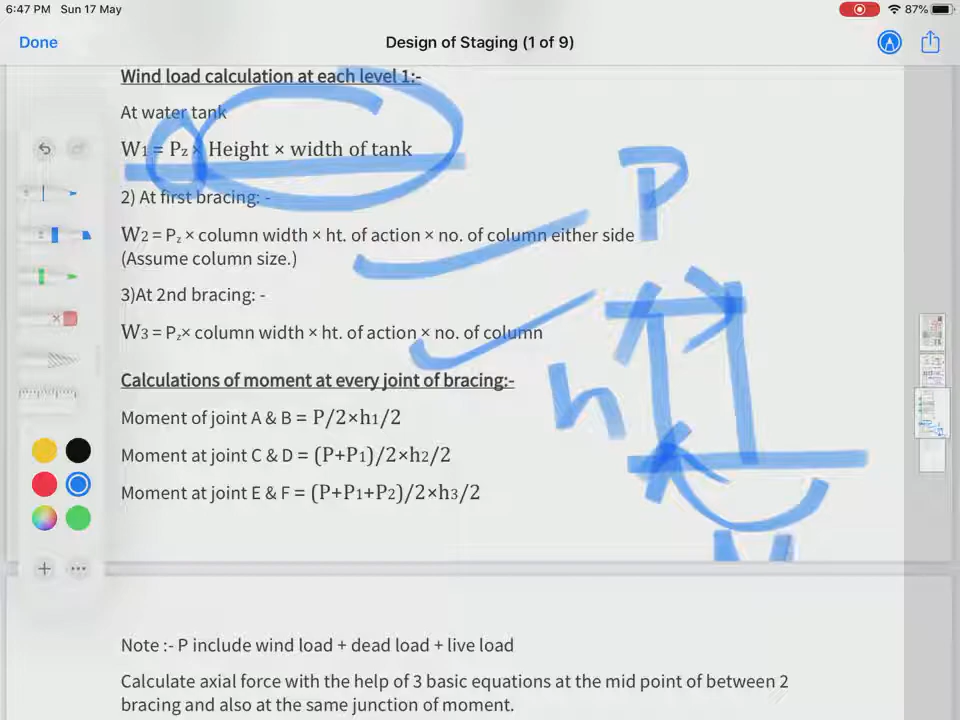 6:47 PM Sun 17 May 87%
Done Design of Staging (1 of 9)
Wind load calculation at each level 1:-
At water tank
W1 = Pz × Height × width of tank
2) At first bracing: -
W2 = Pz × column width × ht. of action × no. of column either side
(Assume column size.)
3)At 2nd bracing: -
W3 = Pz× column width × ht. of action × no. of column
Calculations of moment at every joint of bracing:-
Moment of joint A & B = P/2×h1/2
Moment at joint C & D = (P+P1)/2×h2/2
Moment at joint E & F = (P+P1+P2)/2×h3/2
P
h
M
Note :- P include wind load + dead load + live load
Calculate axial force with the help of 3 basic equations at the mid point of between 2
bracing and also at the same junction of moment.